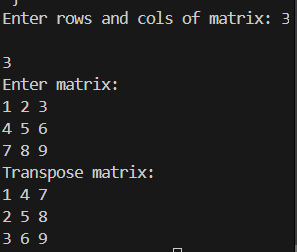 Enter rows and cols of matrix: 3
3
Enter matrix:
1 2 3
4 5 6
7 8 9
Transpose matrix:
1 4 7
2 5 8
3 6 9